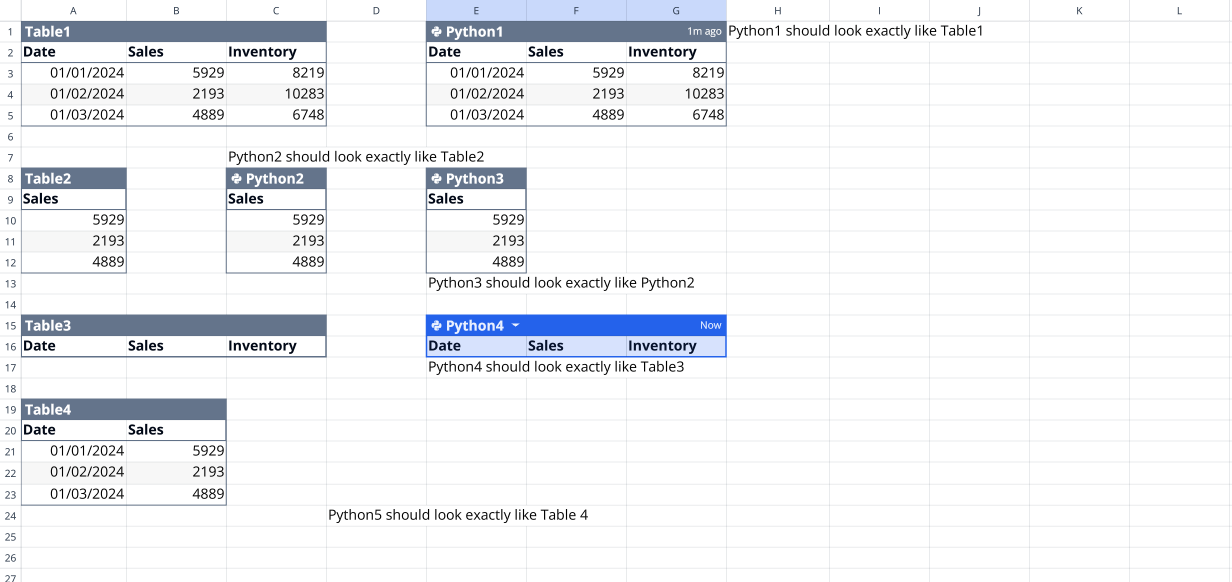 A B C D E F G H I J K L
1 Table1 Python1 1m ago Python1 should look exactly like Table1
2 Date Sales Inventory Date Sales Inventory
3 01/01/2024 5929 8219 01/01/2024 5929 8219
4 01/02/2024 2193 10283 01/02/2024 2193 10283
5 01/03/2024 4889 6748 01/03/2024 4889 6748
6
7 Python2 should look exactly like Table2
8 Table2 Python2 Python3
9 Sales Sales Sales
10 5929 5929 5929
11 2193 2193 2193
12 4889 4889 4889
13 Python3 should look exactly like Python2
14
15 Table3 Python4 Now
16 Date Sales Inventory Date Sales Inventory
17 Python4 should look exactly like Table3
18
19 Table4
20 Date Sales
21 01/01/2024 5929
22 01/02/2024 2193
23 01/03/2024 4889
24 Python5 should look exactly like Table 4
25
26
27